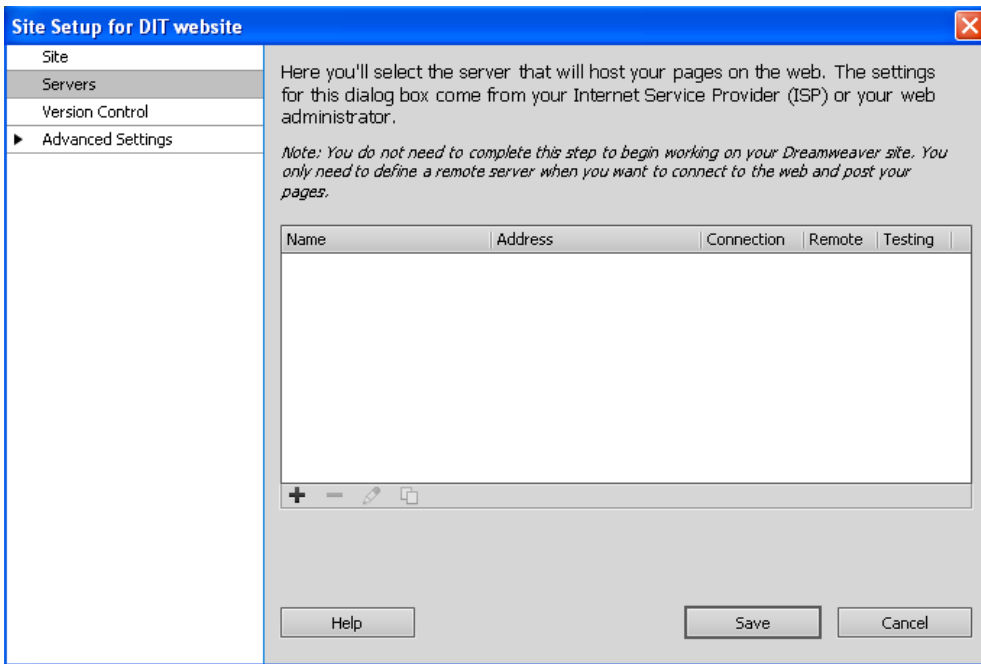 Site Setup for DIT website
Site
Servers
Version Control
Advanced Settings
Here you'll select the server that will host your pages on the web. The settings
for this dialog box come from your Internet Service Provider (ISP) or your web
administrator.
Note: You do not need to complete this step to begin working on your Dreamweaver site. You
only need to define a remote server when you want to connect to the web and post your
pages.
Name Address Connection Remote Testing
Help Save Cancel